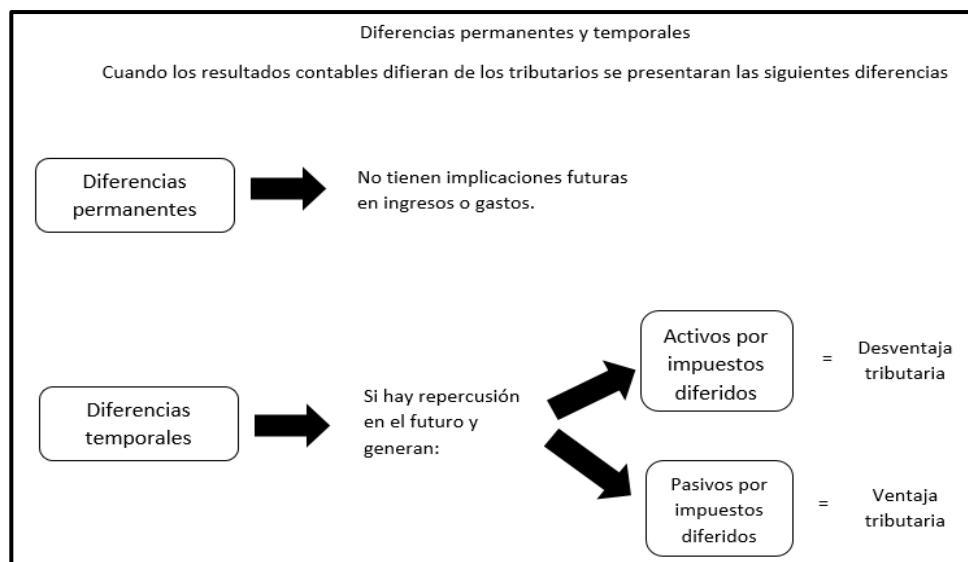 Diferencias permanentes y temporales
Cuando los resultados contables difieran de los tributarios se presentaran las siguientes diferencias
Diferencias
permanentes
No tienen implicaciones futuras
en ingresos o gastos.
Diferencias
temporales
Si hay repercusión
en el futuro y
generan:
Activos por
impuestos
diferidos
=
Desventaja
tributaria
Pasivos por
impuestos
diferidos
=
Ventaja
tributaria